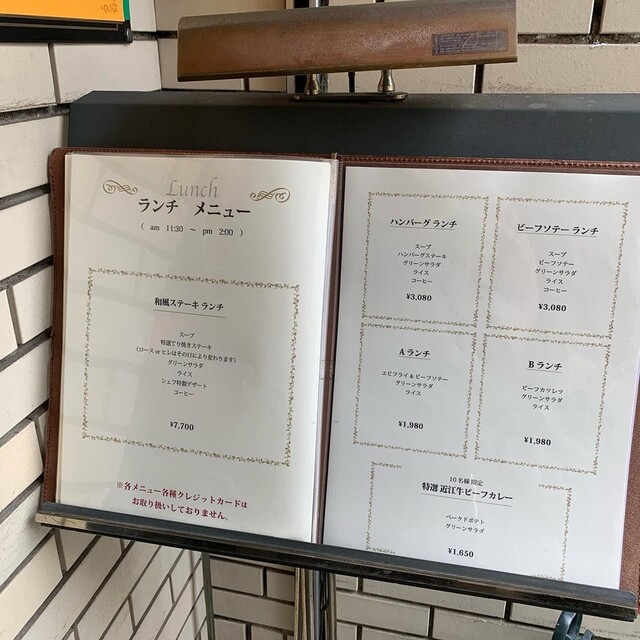 Lunch
ランチ メニュー
( am 11:30 ～ pm 2:00 )
和風ステーキ ランチ
スープ
特選てり焼きステーキ
(ロース or ヒレはその日により変わります)
グリーンサラダ
ライス
シェフ特製デザート
コーヒー
¥7,700
※各メニュー各種クレジットカードは
お取り扱いしておりません。
ハンバーグ ランチ
スープ
ハンバーグステーキ
グリーンサラダ
ライス
コーヒー
¥3,080
ビーフソテー ランチ
スープ
ビーフソテー
グリーンサラダ
ライス
コーヒー
¥3,080
A ランチ
エビフライ & ビーフソテー
グリーンサラダ
ライス
¥1,980
B ランチ
ビーフカツレツ
グリーンサラダ
ライス
¥1,980
10 名様 限定
特選 近江牛ビーフカレー
ベークドポテト
グリーンサラダ
¥1,650